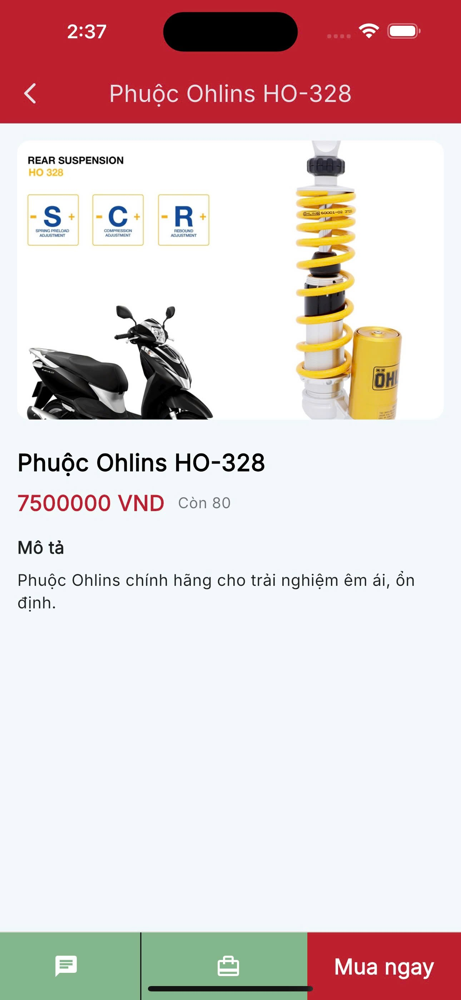 2:37
Phuộc Ohlins HO-328
REAR SUSPENSION
HO 328
- S +
SPRING PRELOAD
ADJUSTMENT
- C +
COMPRESSION
ADJUSTMENT
- R +
REBOUND
ADJUSTMENT
ÖHLINS 60001-02
LEAD
ÖHL
Phuộc Ohlins HO-328
7500000 VND Còn 80
Mô tả
Phuộc Ohlins chính hãng cho trải nghiệm êm ái, ổn
định.
Mua ngay